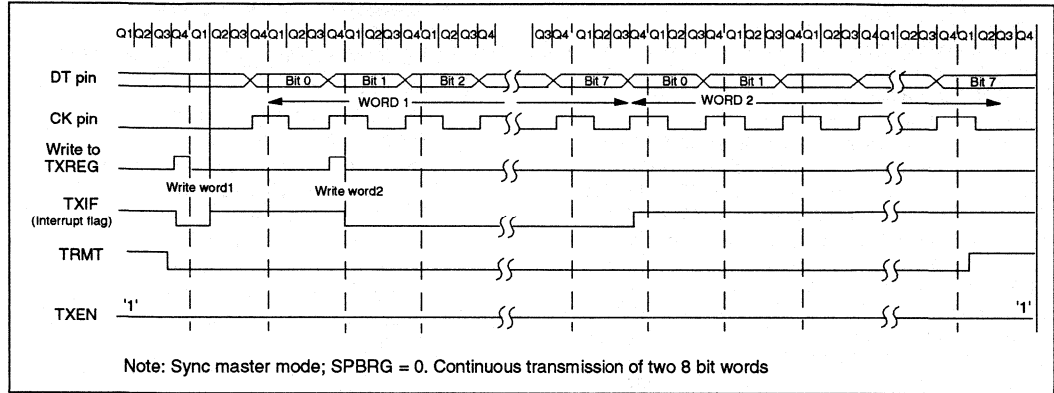 Q1 Q2 Q3 Q4 Q1 Q2 Q3 Q4 Q1 Q2 Q3 Q4 Q1 Q2 Q3 Q4 Q1 Q2 Q3 Q4 Q3 Q4 Q1 Q2 Q3 Q4 Q1 Q2 Q3 Q4 Q1 Q2 Q3 Q4 Q1 Q2 Q3 Q4 Q1 Q2 Q3 Q4 Q1 Q2 Q3 Q4
DT pin Bit 0 Bit 1 Bit 2 Bit 7 Bit 0 Bit 1 Bit 7
WORD 1 WORD 2
CK pin
Write to
TXREG
Write word1 Write word2
TXIF
(Interrupt flag)
TRMT
TXEN '1' '1'
Note: Sync master mode; SPBRG = 0. Continuous transmission of two 8 bit words